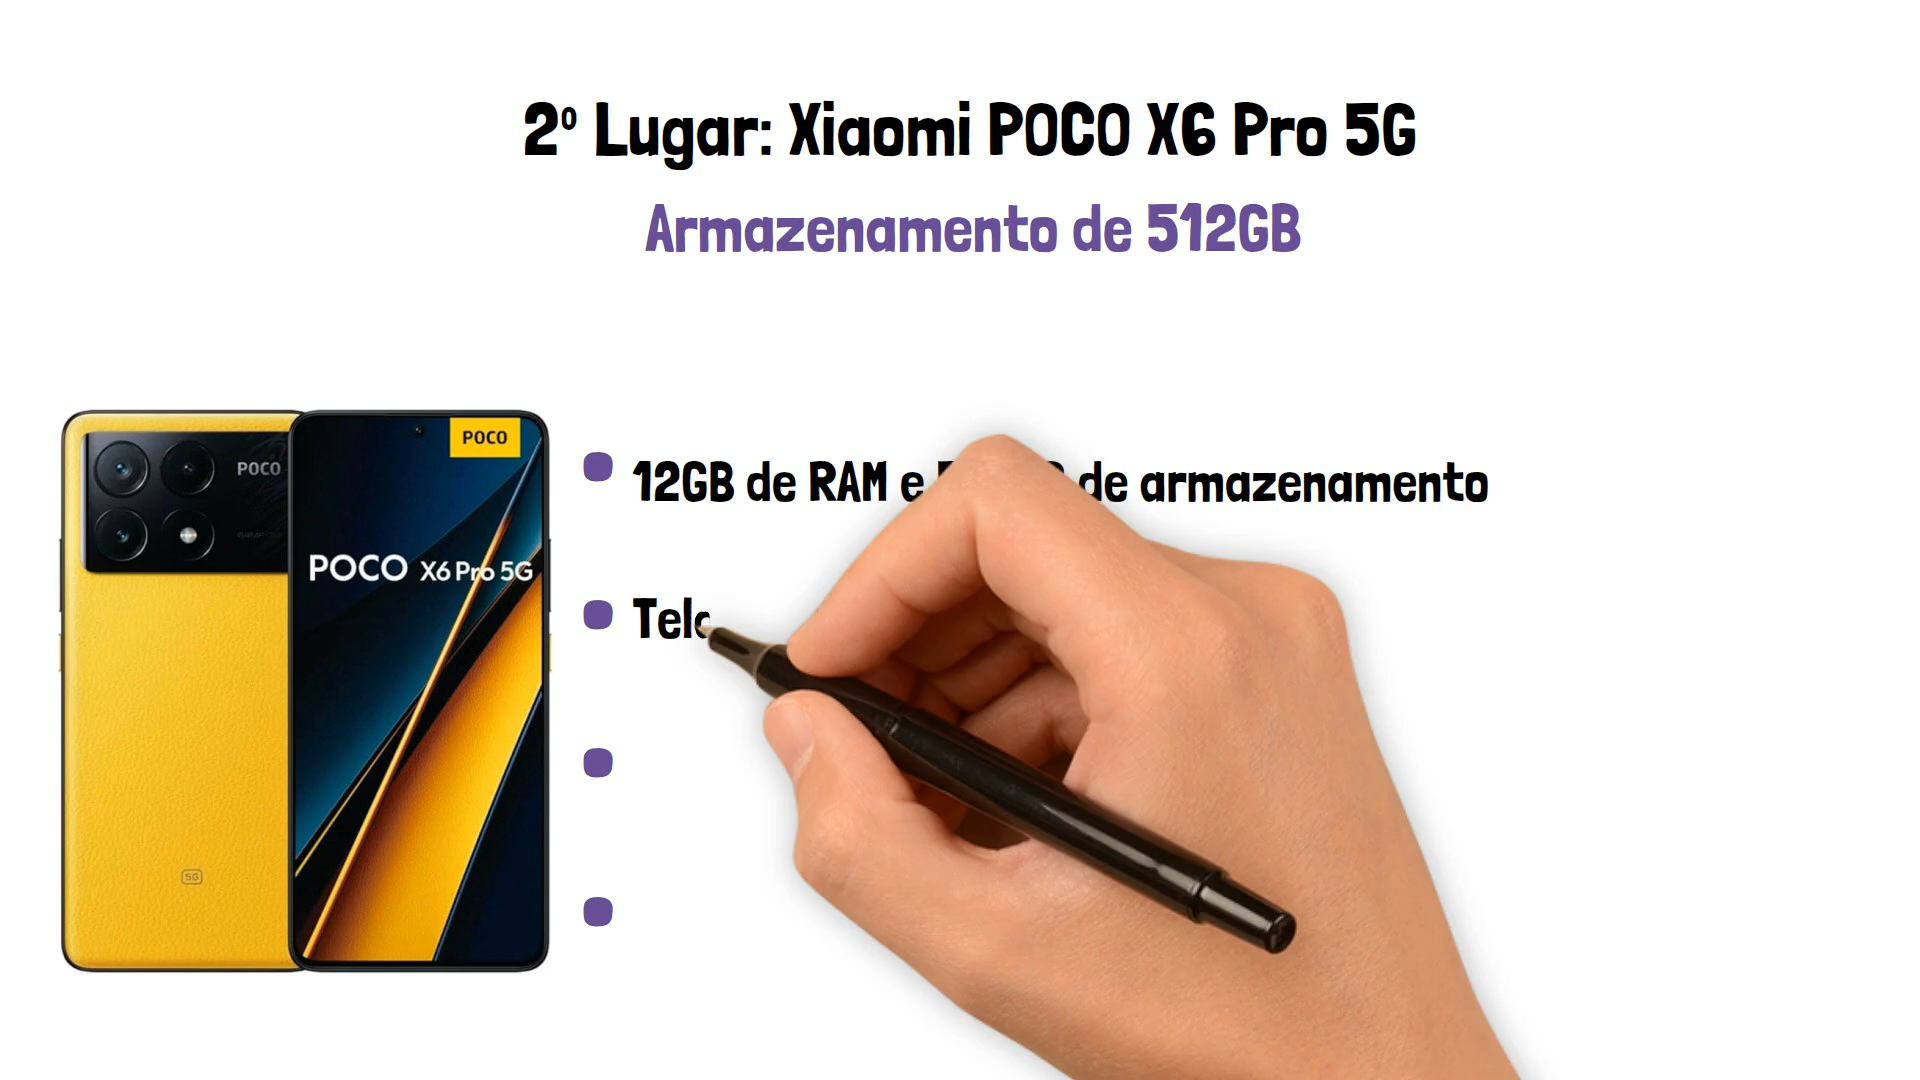 2º Lugar: Xiaomi POCO X6 Pro 5G
Armazenamento de 512GB
POCO
POCO
POCO X6 Pro 5G
5G
12GB de RAM e de armazenamento